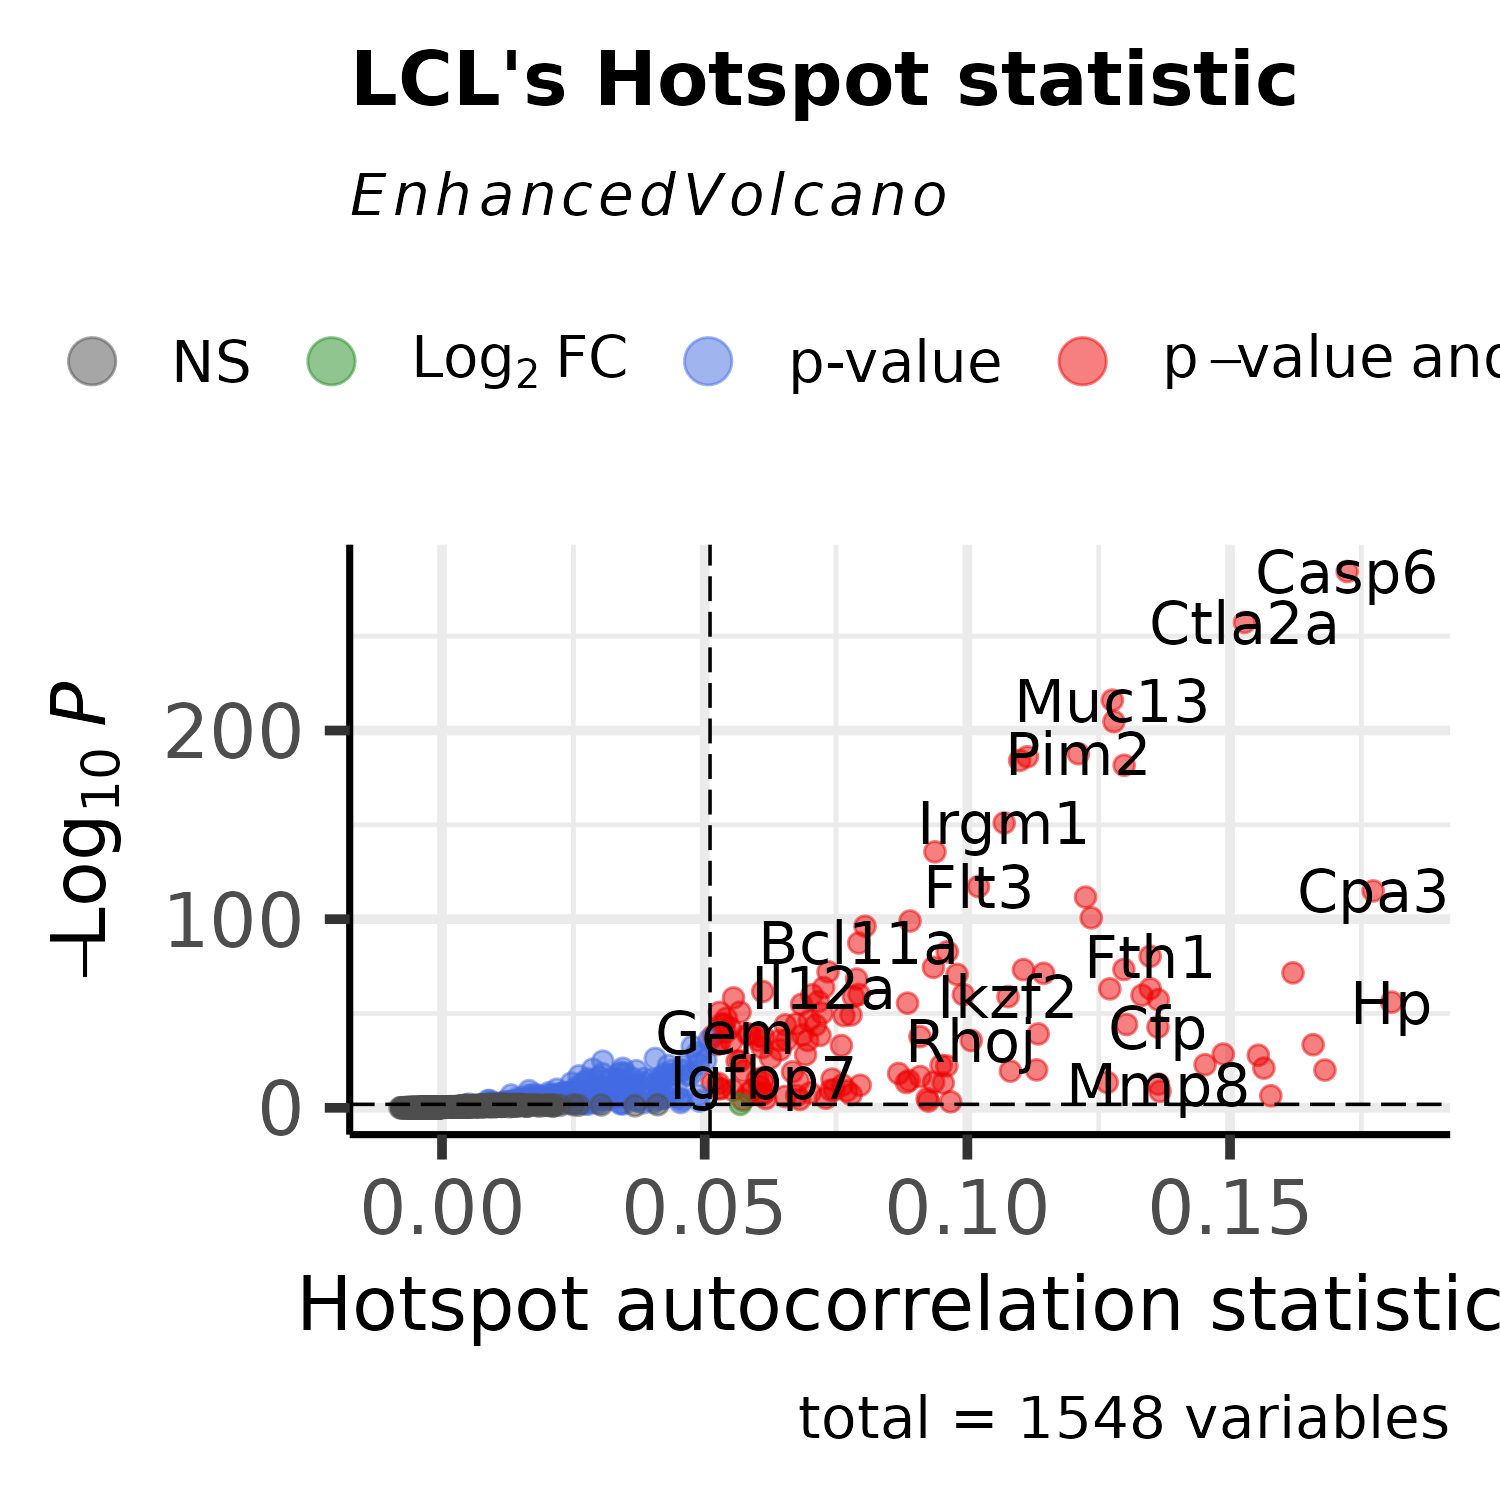 LCL's Hotspot statistic
EnhancedVolcano
NS Log₂ FC p-value p – value and
Casp6
Ctla2a
Muc13
Pim2
Irgm1
Flt3
Cpa3
Bcl11a
Fth1
Il12a
Ikzf2
Hp
Gem
Rhoj
Cfp
Igfbp7
Mmp8
–Log₁₀ P
200
100
0
0.00 0.05 0.10 0.15
Hotspot autocorrelation statistic
total = 1548 variables